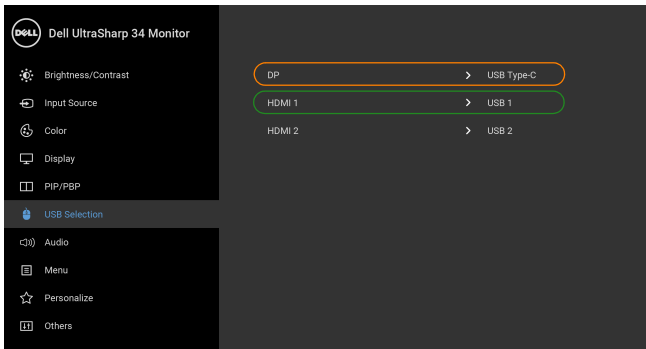 DELL Dell UltraSharp 34 Monitor
Brightness/Contrast
Input Source
Color
Display
PIP/PBP
USB Selection
Audio
Menu
Personalize
Others
DP > USB Type-C
HDMI 1 > USB 1
HDMI 2 > USB 2